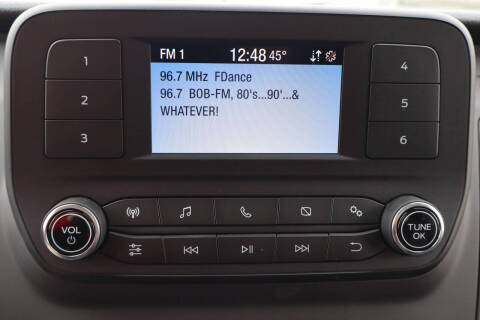 FM 1 12:48 45°
96.7 MHz FDance
96.7 BOB-FM, 80's...90'...&
WHATEVER!
1
2
3
4
5
6
VOL
TUNE
OK